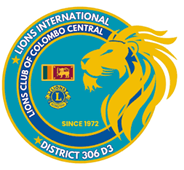 LIONS INTERNATIONAL
LIONS CLUB OF COLOMBO CENTRAL
L
SINCE 1972
DISTRICT 306 D3